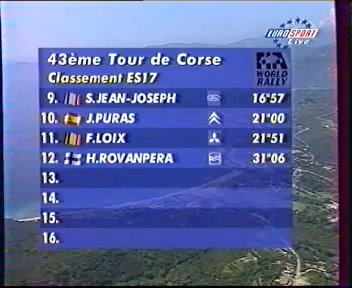 EUROSPORT
Live
43ème Tour de Corse
Classement ES17
FIA
WORLD
RALLY
9. S.JEAN-JOSEPH 16'57
10. J.PURAS 21'00
11. F.LOIX 21'51
12. H.ROVANPERA 31'06
13.
14.
15.
16.